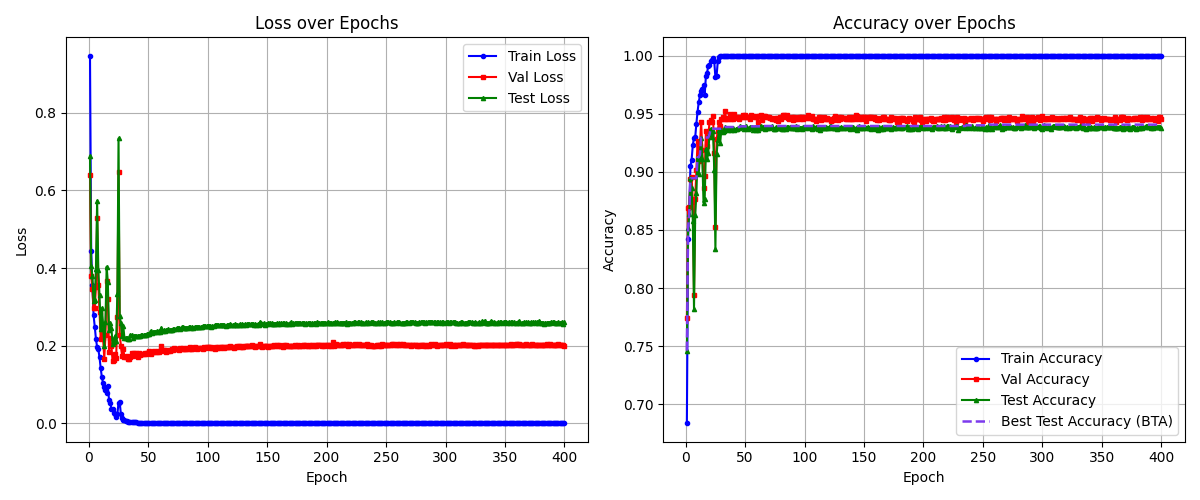 Loss over Epochs
Loss
0.8
0.6
0.4
0.2
0.0
Train Loss
Val Loss
Test Loss
0
50
100
150
200
250
300
350
400
Epoch
Accuracy over Epochs
Accuracy
1.00
0.95
0.90
0.85
0.80
0.75
0.70
Train Accuracy
Val Accuracy
Test Accuracy
Best Test Accuracy (BTA)
0
50
100
150
200
250
300
350
400
Epoch